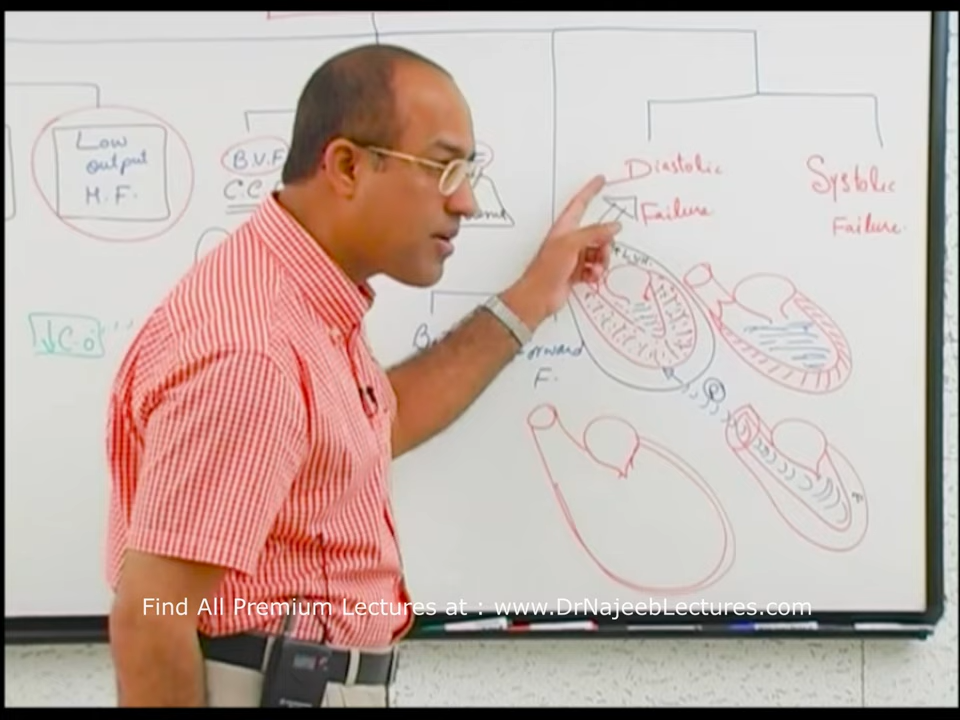 Low
output
H.F.
B.V.F
C.C.
Diastolic
Failure
Systolic
Failure.
↓C.O
orward
F.
Find All Premium Lectures at : www.DrNajeebLectures.com